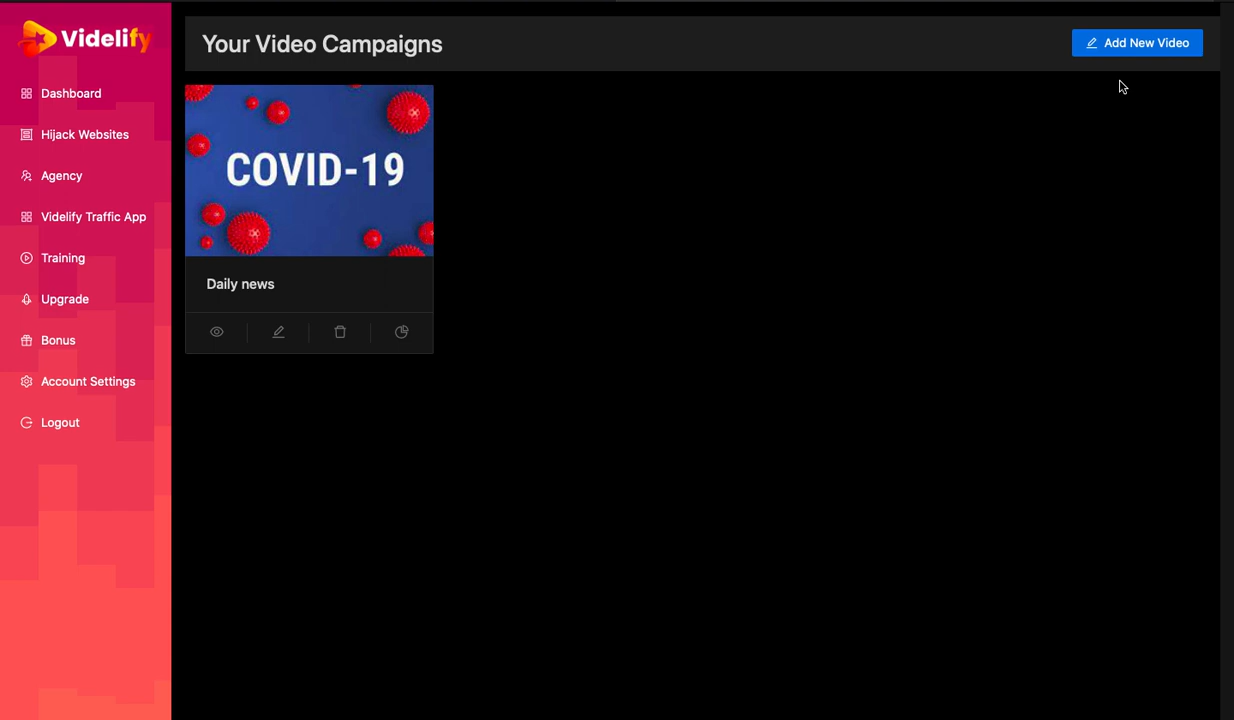 Videlify
Your Video Campaigns
Add New Video
Dashboard
Hijack Websites
Agency
Videlify Traffic App
Training
Upgrade
Bonus
Account Settings
Logout
COVID-19
Daily news